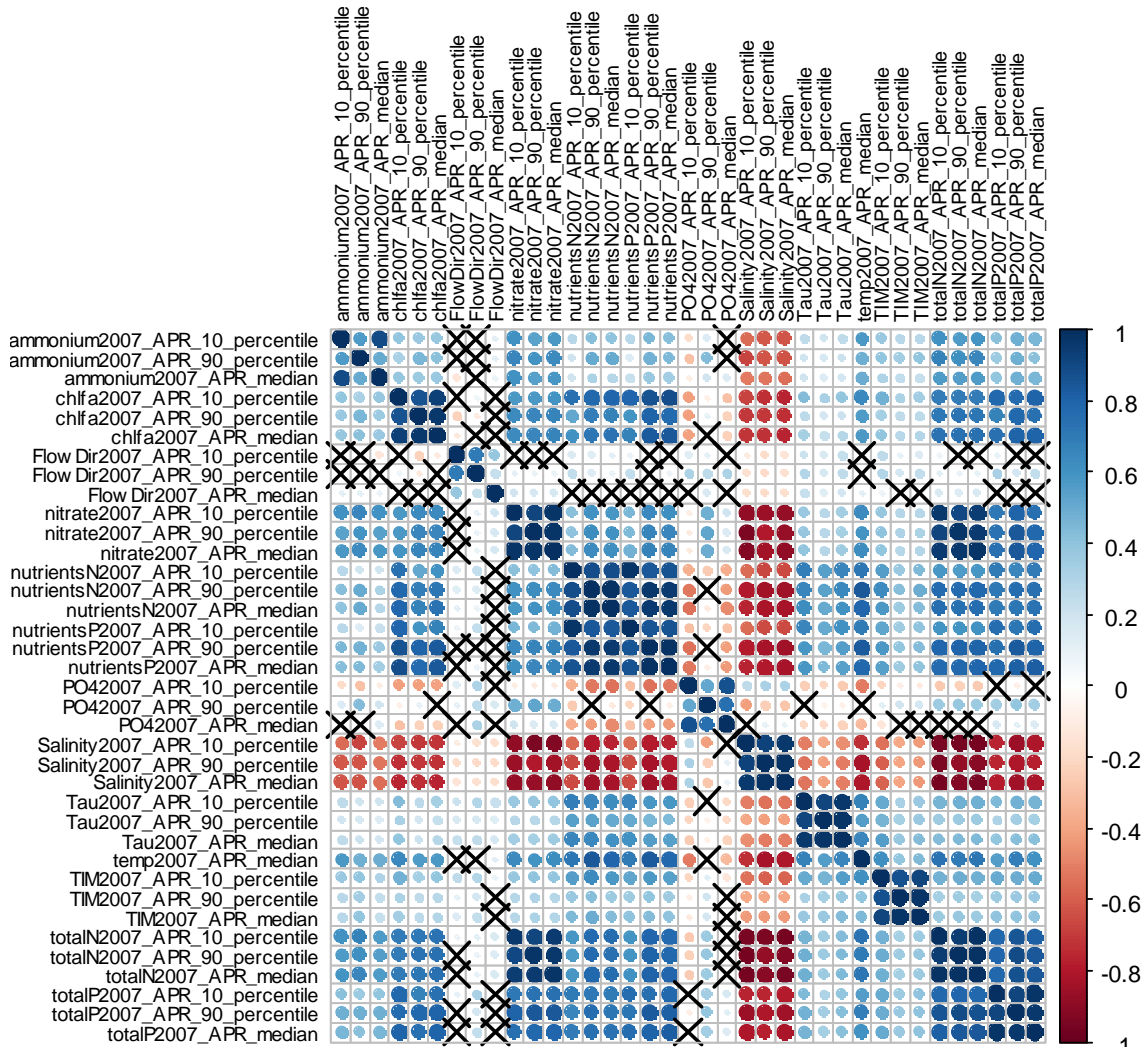 ammonium2007_APR_10_percentile
ammonium2007_APR_90_percentile
ammonium2007_APR_median
chlfa2007_APR_10_percentile
chlfa2007_APR_90_percentile
chlfa2007_APR_median
FlowDir2007_APR_10_percentile
FlowDir2007_APR_90_percentile
FlowDir2007_APR_median
nitrate2007_APR_10_percentile
nitrate2007_APR_90_percentile
nitrate2007_APR_median
nutrientsN2007_APR_10_percentile
nutrientsN2007_APR_90_percentile
nutrientsN2007_APR_median
nutrientsP2007_APR_10_percentile
nutrientsP2007_APR_90_percentile
nutrientsP2007_APR_median
PO42007_APR_10_percentile
PO42007_APR_90_percentile
PO42007_APR_median
Salinity2007_APR_10_percentile
Salinity2007_APR_90_percentile
Salinity2007_APR_median
Tau2007_APR_10_percentile
Tau2007_APR_90_percentile
Tau2007_APR_median
temp2007_APR_median
TIM2007_APR_10_percentile
TIM2007_APR_90_percentile
TIM2007_APR_median
totalN2007_APR_10_percentile
totalN2007_APR_90_percentile
totalN2007_APR_median
totalP2007_APR_10_percentile
totalP2007_APR_90_percentile
totalP2007_APR_median
ammonium2007_APR_10_percentile
ammonium2007_APR_90_percentile
ammonium2007_APR_median
chlfa2007_APR_10_percentile
chlfa2007_APR_90_percentile
chlfa2007_APR_median
Flow Dir2007_APR_10_percentile
Flow Dir2007_APR_90_percentile
Flow Dir2007_APR_median
nitrate2007_APR_10_percentile
nitrate2007_APR_90_percentile
nitrate2007_APR_median
nutrientsN2007_APR_10_percentile
nutrientsN2007_APR_90_percentile
nutrientsN2007_APR_median
nutrientsP2007_APR_10_percentile
nutrientsP2007_APR_90_percentile
nutrientsP2007_APR_median
PO42007_APR_10_percentile
PO42007_APR_90_percentile
PO42007_APR_median
Salinity2007_APR_10_percentile
Salinity2007_APR_90_percentile
Salinity2007_APR_median
Tau2007_APR_10_percentile
Tau2007_APR_90_percentile
Tau2007_APR_median
temp2007_APR_median
TIM2007_APR_10_percentile
TIM2007_APR_90_percentile
TIM2007_APR_median
totalN2007_APR_10_percentile
totalN2007_APR_90_percentile
totalN2007_APR_median
totalP2007_APR_10_percentile
totalP2007_APR_90_percentile
totalP2007_APR_median
1
0.8
0.6
0.4
0.2
0
-0.2
-0.4
-0.6
-0.8